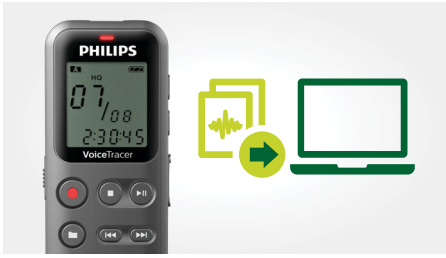 PHILIPS
A
HQ
07/08
2:30:45
VoiceTracer